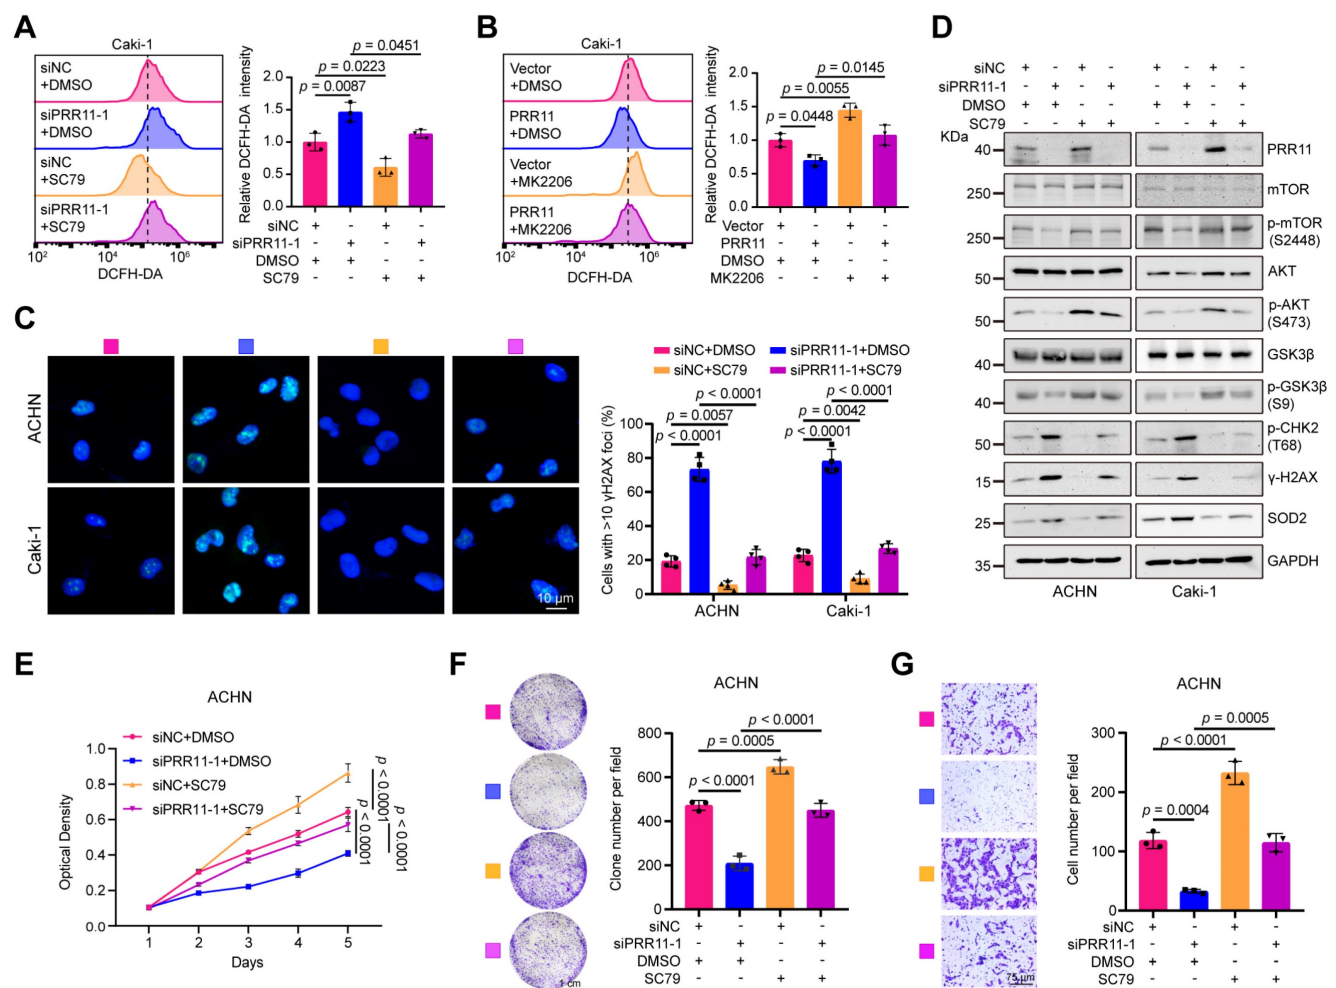 A
Caki-1
siNC
+DMSO
siPRR11-1
+DMSO
siNC
+SC79
siPRR11-1
+SC79
10² 10⁴ 10⁶
DCFH-DA
Relative DCFH-DA intensity
2.0
1.5
1.0
0.5
0.0
p = 0.0451
p = 0.0223
p = 0.0087
siNC + - + -
siPRR11-1 - + - +
DMSO + + - -
SC79 - - + +
B
Caki-1
Vector
+DMSO
PRR11
+DMSO
Vector
+MK2206
PRR11
+MK2206
10² 10⁴ 10⁶
DCFH-DA
Relative DCFH-DA intensity
2.0
1.5
1.0
0.5
0.0
p = 0.0145
p = 0.0055
p = 0.0448
Vector + - + -
PRR11 - + - +
DMSO + + - -
MK2206 - - + +
C
ACHN
Caki-1
10 µm
siNC+DMSO siPRR11-1+DMSO
siNC+SC79 siPRR11-1+SC79
Cells with >10 γH2AX foci (%)
100
80
60
40
20
0
p < 0.0001
p = 0.0057
p < 0.0001
p < 0.0001
p = 0.0042
p < 0.0001
ACHN Caki-1
D
siNC + - + - + - + -
siPRR11-1 - + - + - + - +
DMSO + + - - + + - -
SC79 - - + + - - + +
KDa
40 PRR11
250 mTOR
250 p-mTOR
(S2448)
50 AKT
50 p-AKT
(S473)
40 GSK3β
40 p-GSK3β
(S9)
50 p-CHK2
(T68)
15 γ-H2AX
25 SOD2
35 GAPDH
ACHN Caki-1
E
ACHN
siNC+DMSO
siPRR11-1+DMSO
siNC+SC79
siPRR11-1+SC79
Optical Density
1.0
0.8
0.6
0.4
0.2
0.0
1 2 3 4 5
Days
p < 0.0001
p < 0.0001
p < 0.0001
F
1 cm
ACHN
Clone number per field
800
600
400
200
0
p < 0.0001
p = 0.0005
p < 0.0001
siNC + - + -
siPRR11-1 - + - +
DMSO + + - -
SC79 - - + +
G
75 µm
ACHN
Cell number per field
300
200
100
0
p = 0.0005
p < 0.0001
p = 0.0004
siNC + - + -
siPRR11-1 - + - +
DMSO + + - -
SC79 - - + +